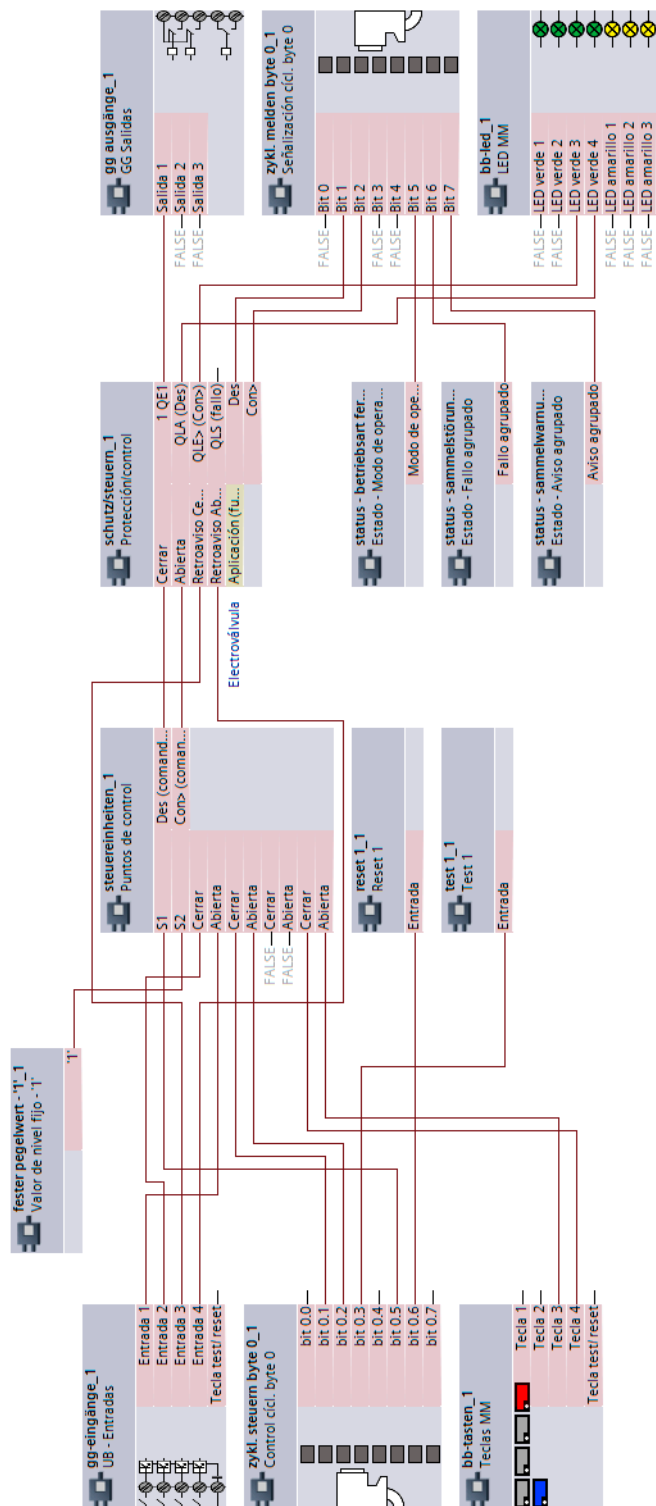 fester pegelwert - '1'_1
Valor de nivel fijo - '1'
'1'
gg-eingänge_1
UB - Entradas
Entrada 1
Entrada 2
Entrada 3
Entrada 4
Tecla test/ reset
zykl. steuern byte 0_1
Control cícl. byte 0
bit 0.0
bit 0.1
bit 0.2
bit 0.3
bit 0.4
bit 0.5
bit 0.6
bit 0.7
bb-tasten_1
Teclas MM
Tecla 1
Tecla 2
Tecla 3
Tecla 4
Tecla test/ reset
steuereinheiten_1
Puntos de control
S1 Des (comand...
S2 Con> (coman...
Cerrar
Abierta
Cerrar
Abierta
FALSE Cerrar
FALSE Abierta
Cerrar
Abierta
reset 1_1
Reset 1
Entrada
test 1_1
Test 1
Entrada
schutz/steuern_1
Protección/control
Cerrar 1 QE1
Abierta QLA (Des)
Retroaviso Ce... QLE> (Con>)
Retroaviso Ab... QLS (fallo)
Electroválvula Aplicación (fu... Des
Con>
status - betriebsart fer...
Estado - Modo de opera...
Modo de ope...
status - sammelstörun...
Estado - Fallo agrupado
Fallo agrupado
status - sammelwarnu...
Estado - Aviso agrupado
Aviso agrupado
gg ausgänge_1
GG Salidas
Salida 1
FALSE Salida 2
FALSE Salida 3
zykl. melden byte 0_1
Señalización cícl. byte 0
FALSE Bit 0
Bit 1
Bit 2
FALSE Bit 3
FALSE Bit 4
Bit 5
Bit 6
Bit 7
bb-led_1
LED MM
FALSE LED verde 1
FALSE LED verde 2
LED verde 3
LED verde 4
FALSE LED amarillo 1
FALSE LED amarillo 2
FALSE LED amarillo 3